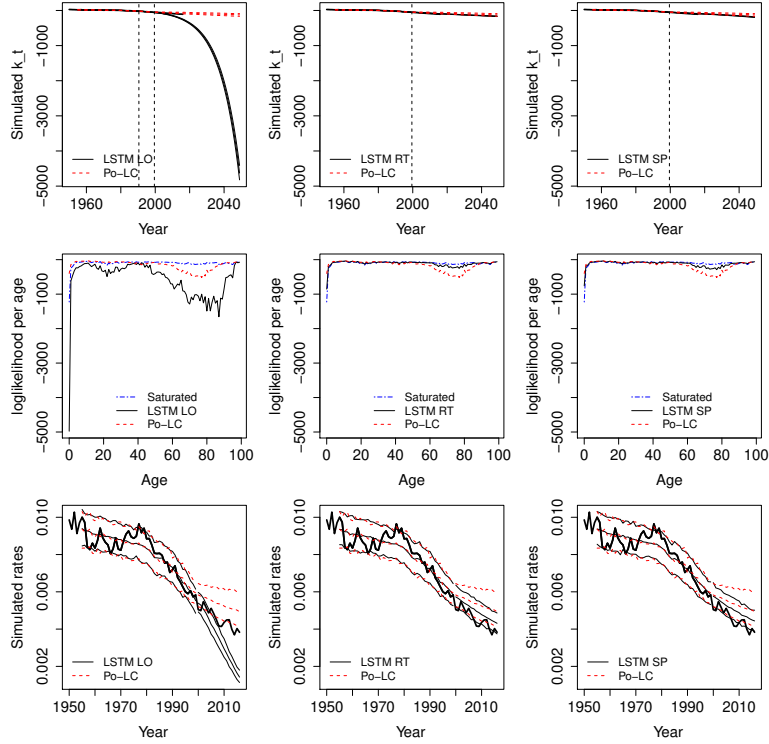 Simulated k_t
−1000
−3000
−5000
LSTM LO
Po−LC
1960
2000
2040
Year
Simulated k_t
−1000
−3000
−5000
LSTM RT
Po−LC
1960
2000
2040
Year
Simulated k_t
−1000
−3000
−5000
LSTM SP
Po−LC
1960
2000
2040
Year
loglikelihood per age
−1000
−3000
−5000
Saturated
LSTM LO
Po−LC
0 20 40 60 80 100
Age
loglikelihood per age
−1000
−3000
−5000
Saturated
LSTM RT
Po−LC
0 20 40 60 80 100
Age
loglikelihood per age
−1000
−3000
−5000
Saturated
LSTM SP
Po−LC
0 20 40 60 80 100
Age
Simulated rates
0.010
0.006
0.002
LSTM LO
Po−LC
1950 1970 1990 2010
Year
Simulated rates
0.010
0.006
0.002
LSTM RT
Po−LC
1950 1970 1990 2010
Year
Simulated rates
0.010
0.006
0.002
LSTM SP
Po−LC
1950 1970 1990 2010
Year